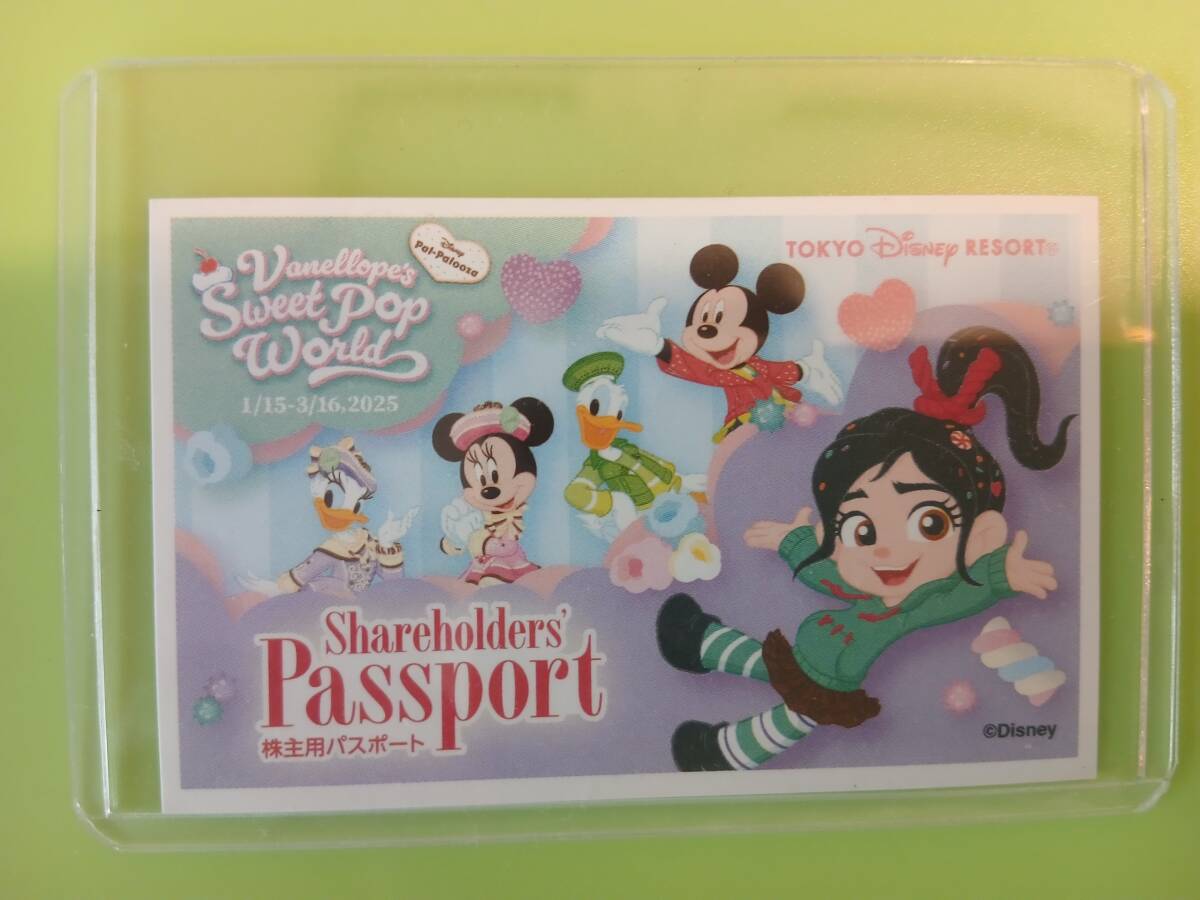 Vanellope's
Sweet Pop
World
1/15-3/16,2025
Disney
Pal-Palooza
TOKYO Disney RESORT®
Shareholders'
Passport
株主用パスポート
©Disney